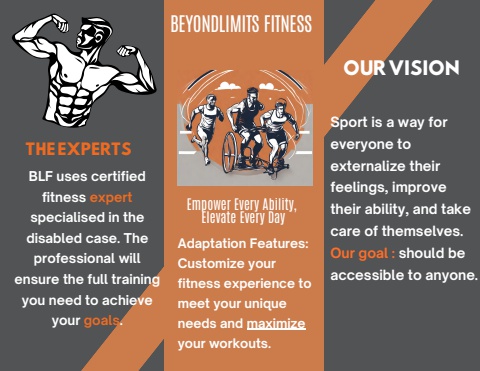 THE EXPERTS
BLF uses certified
fitness expert
specialised in the
disabled case. The
professional will
ensure the full training
you need to achieve
your goals.
BEYONDLIMITS FITNESS
Empower Every Ability,
Elevate Every Day
Adaptation Features:
Customize your
fitness experience to
meet your unique
needs and maximize
your workouts.
OUR VISION
Sport is a way for
everyone to
externalize their
feelings, improve
their ability, and take
care of themselves.
Our goal : should be
accessible to anyone.